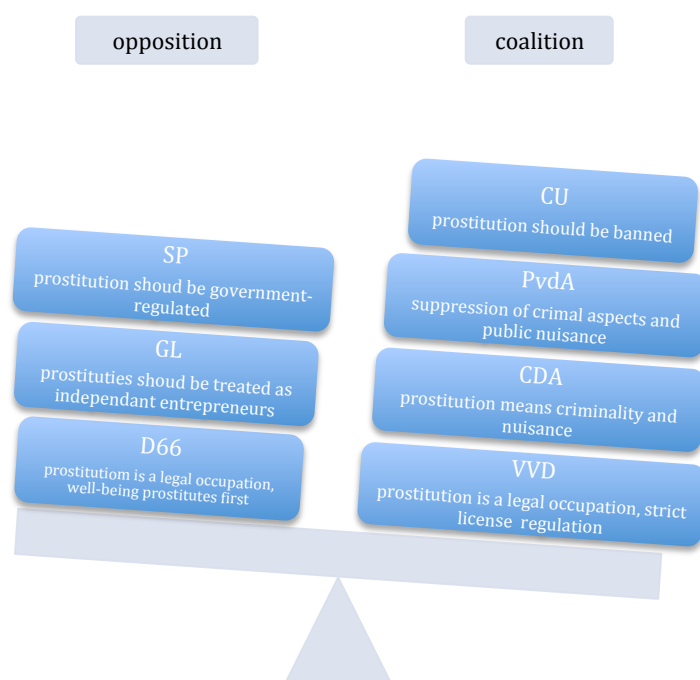 opposition
coalition
SP
prostitution shoud be government-
regulated
GL
prostituties shoud be treated as
independant entrepreneurs
D66
prostitutiom is a legal occupation,
well-being prostitutes first
CU
prostitution should be banned
PvdA
suppression of crimal aspects and
public nuisance
CDA
prostitution means criminality and
nuisance
VVD
prostitution is a legal occupation, strict
license regulation